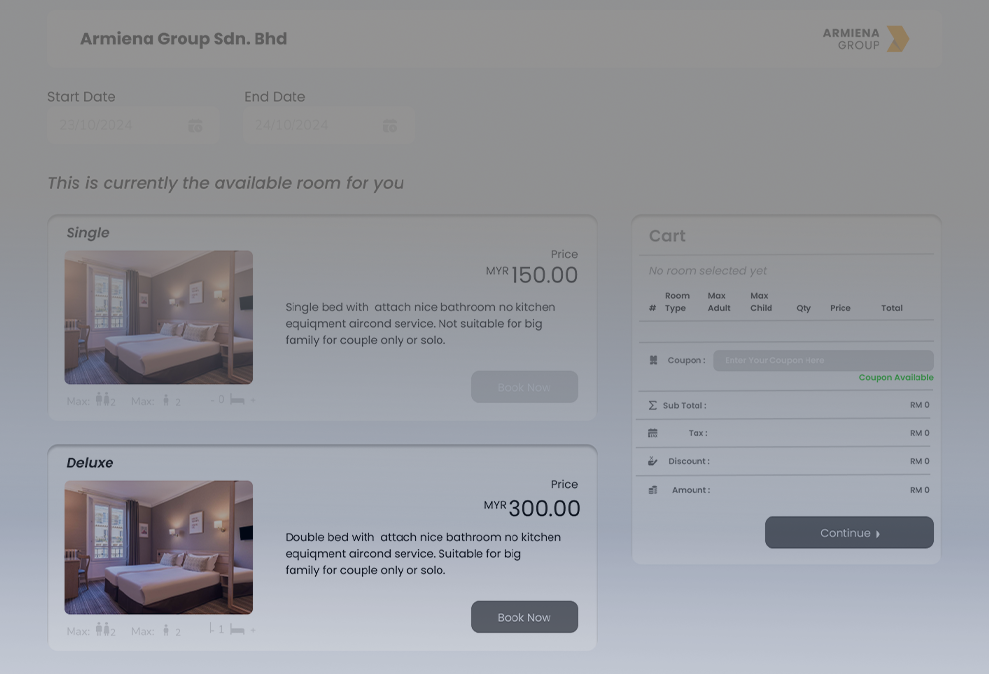 Armiena Group Sdn. Bhd
ARMIENA
GROUP
Start Date
End Date
23/10/2024
24/10/2024
This is currently the available room for you
Single
Price
MYR 150.00
Single bed with attach nice bathroom no kitchen
equiqment aircond service. Not suitable for big
family for couple only or solo.
Book Now
Max: 2 Max: 2 - 0 +
Deluxe
Price
MYR 300.00
Double bed with attach nice bathroom no kitchen
equiqment aircond service. Suitable for big
family for couple only or solo.
Book Now
Max: 2 Max: 2 - 1 +
Cart
No room selected yet
# Room Type Max Adult Max Child Qty Price Total
Coupon : Enter Your Coupon here
Coupon Available
Sub Total : RM 0
Tax : RM 0
Discount : RM 0
Amount : RM 0
Continue